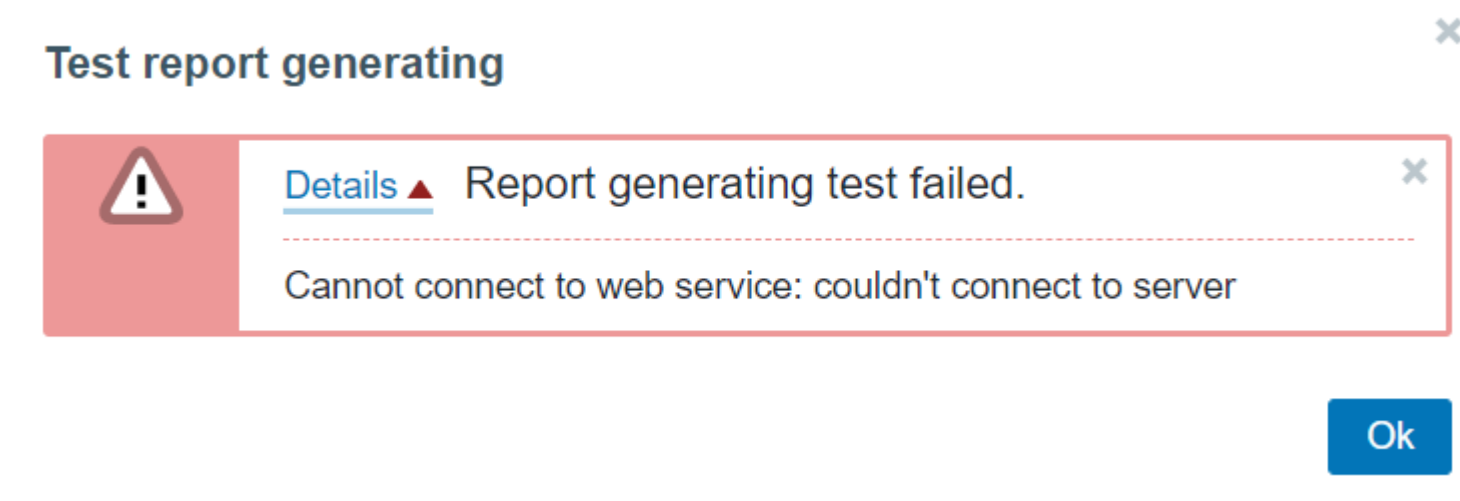 Test report generating
Details Report generating test failed.
Cannot connect to web service: couldn't connect to server
Ok